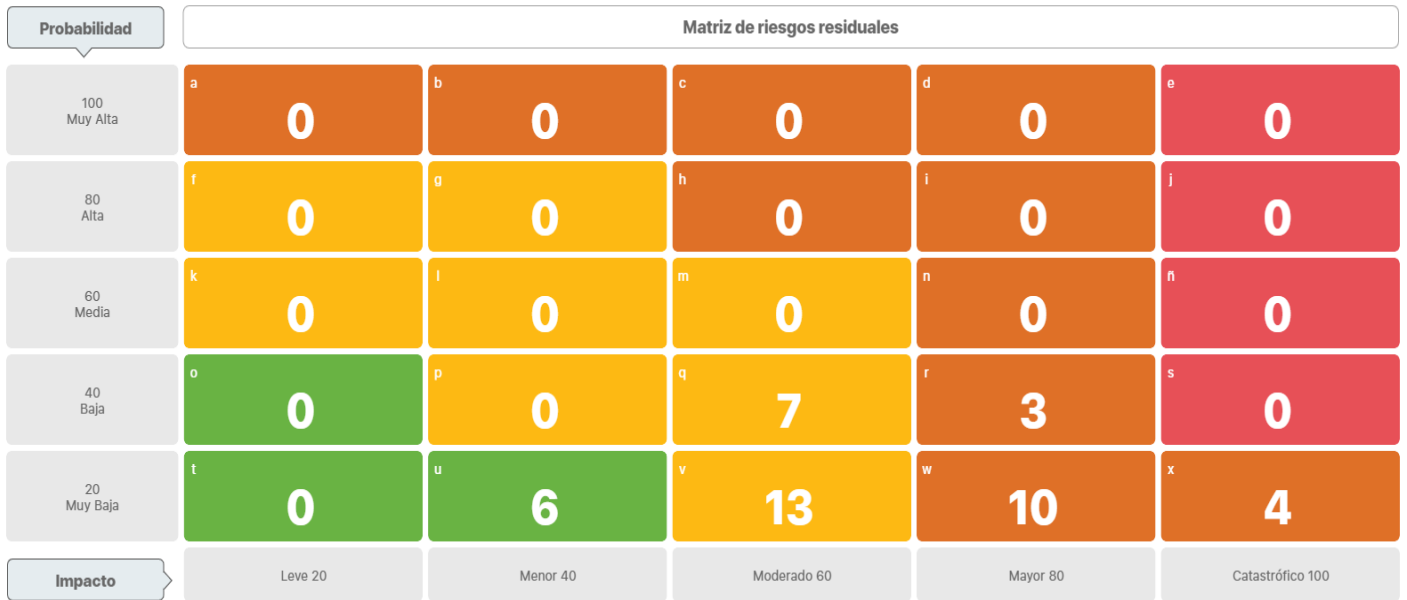 Probabilidad
Matriz de riesgos residuales
100
Muy Alta
a
0
b
0
c
0
d
0
e
0
80
Alta
f
0
g
0
h
0
i
0
j
0
60
Media
k
0
l
0
m
0
n
0
ñ
0
40
Baja
o
0
p
0
q
7
r
3
s
0
20
Muy Baja
t
0
u
6
v
13
w
10
x
4
Impacto
Leve 20
Menor 40
Moderado 60
Mayor 80
Catastrófico 100